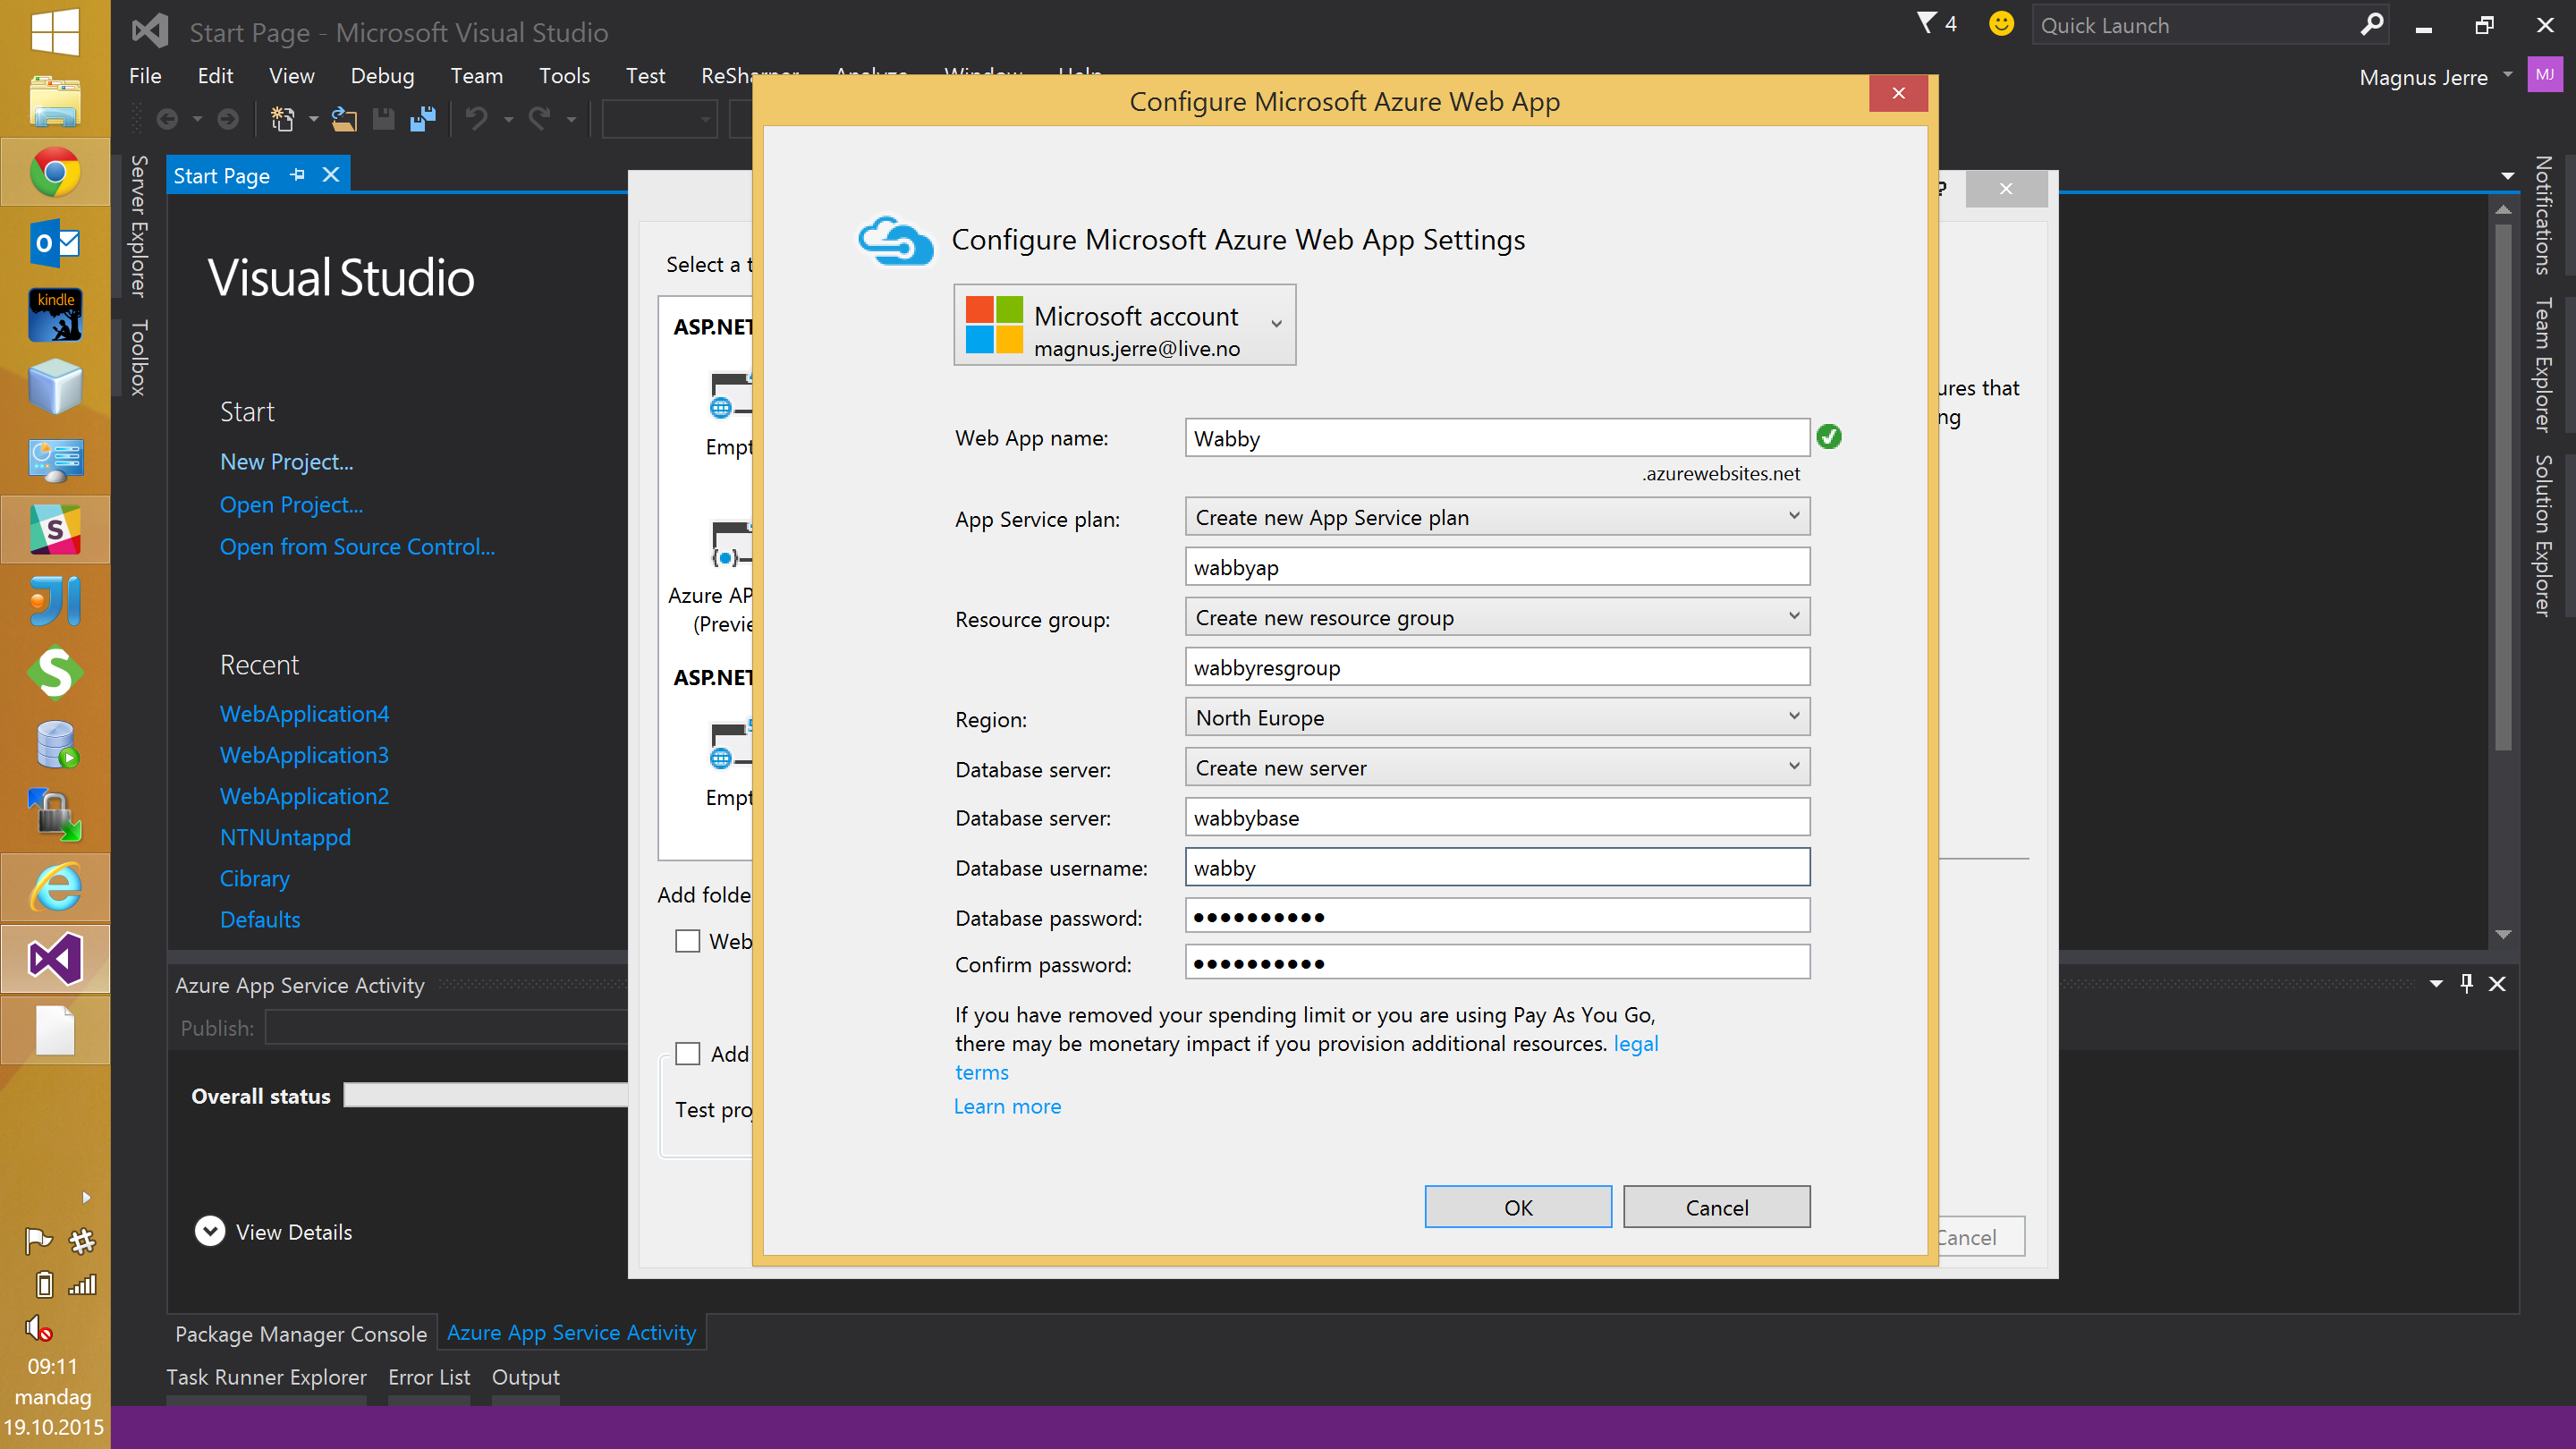 Start Page - Microsoft Visual Studio
4
Quick Launch
File Edit View Debug Team Tools Test
Magnus Jerre
MJ
Configure Microsoft Azure Web App
Server Explorer
Toolbox
Start Page
Notifications
Team Explorer
Solution Explorer
Visual Studio
Start
New Project...
Open Project...
Open from Source Control...
Recent
WebApplication4
WebApplication3
WebApplication2
NTNUntappd
Cibrary
Defaults
Select a t
ASP.NET
Empt
Azure AP
(Previe
ASP.NET
Empt
Add folde
Web
Add
Test proj
?
ures that
ng
Cancel
Configure Microsoft Azure Web App Settings
Microsoft account
magnus.jerre@live.no
Web App name: Wabby
.azurewebsites.net
App Service plan: Create new App Service plan
wabbyap
Resource group: Create new resource group
wabbyresgroup
Region: North Europe
Database server: Create new server
Database server: wabbybase
Database username: wabby
Database password: ●●●●●●●●●●
Confirm password: ●●●●●●●●●●
If you have removed your spending limit or you are using Pay As You Go,
there may be monetary impact if you provision additional resources. legal
terms
Learn more
OK Cancel
Azure App Service Activity
Publish:
Overall status
View Details
Package Manager Console Azure App Service Activity
Task Runner Explorer Error List Output
kindle
09:11
mandag
19.10.2015